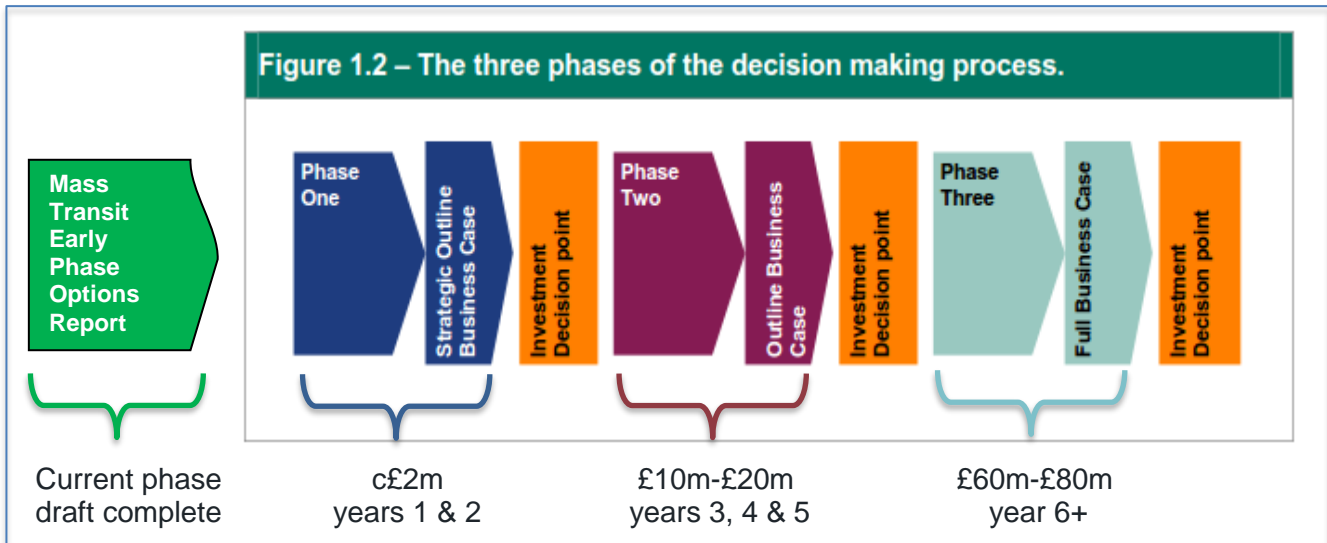 Figure 1.2 – The three phases of the decision making process.
Mass
Transit
Early
Phase
Options
Report
Phase
One
Strategic Outline
Business Case
Investment
Decision point
Phase
Two
Outline Business
Case
Investment
Decision point
Phase
Three
Full Business Case
Investment
Decision point
Current phase
draft complete
c£2m
years 1 & 2
£10m-£20m
years 3, 4 & 5
£60m-£80m
year 6+